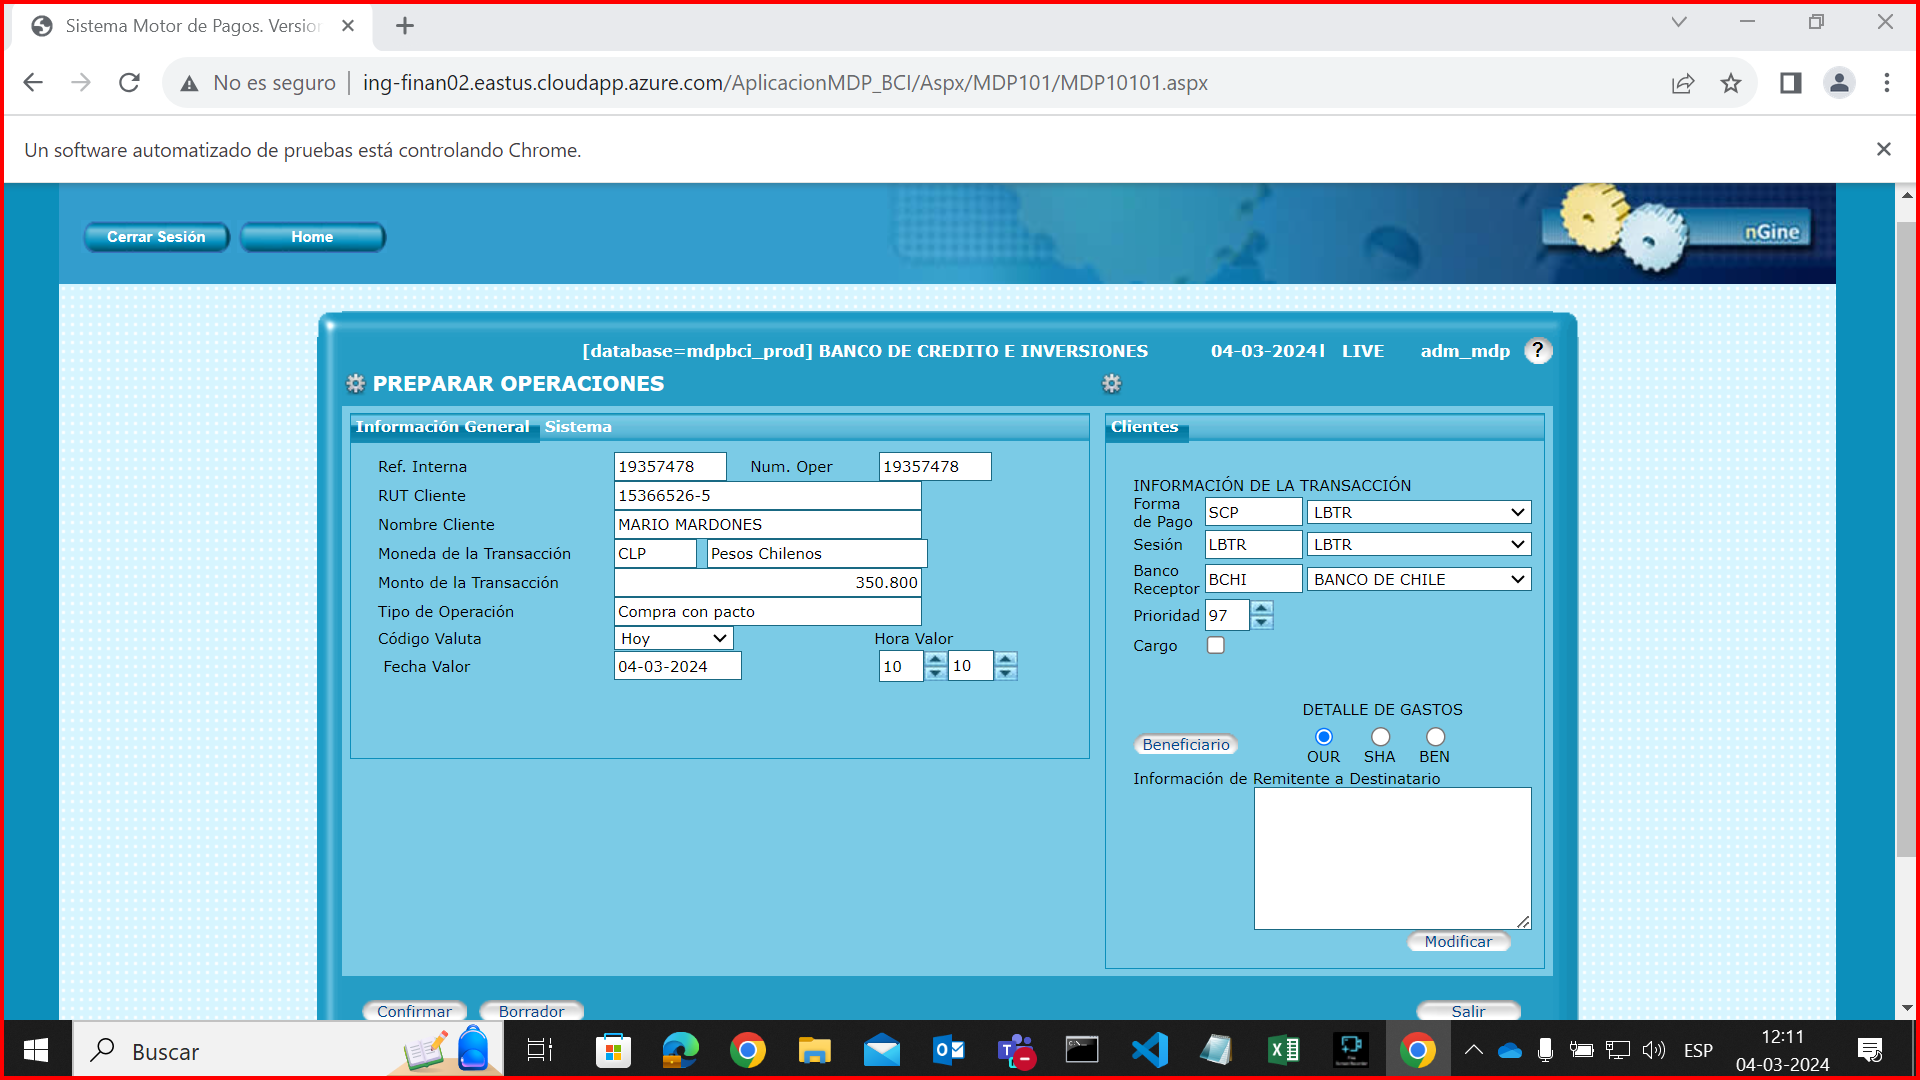 Sistema Motor de Pagos. Version
No es seguro
ing-finan02.eastus.cloudapp.azure.com/AplicacionMDP_BCI/Aspx/MDP101/MDP10101.aspx
Un software automatizado de pruebas está controlando Chrome.
Cerrar Sesión
Home
nGine
[database=mdpbci_prod] BANCO DE CREDITO E INVERSIONES 04-03-2024| LIVE adm_mdp ?
PREPARAR OPERACIONES
Información General Sistema
Ref. Interna 19357478 Num. Oper 19357478
RUT Cliente 15366526-5
Nombre Cliente MARIO MARDONES
Moneda de la Transacción CLP Pesos Chilenos
Monto de la Transacción 350.800
Tipo de Operación Compra con pacto
Código Valuta Hoy Hora Valor
Fecha Valor 04-03-2024 10 10
Clientes
INFORMACIÓN DE LA TRANSACCIÓN
Forma de Pago SCP LBTR
Sesión LBTR LBTR
Banco Receptor BCHI BANCO DE CHILE
Prioridad 97
Cargo
DETALLE DE GASTOS
Beneficiario
OUR SHA BEN
Información de Remitente a Destinatario
Modificar
Confirmar Borrador Salir
Buscar
ESP
12:11
04-03-2024